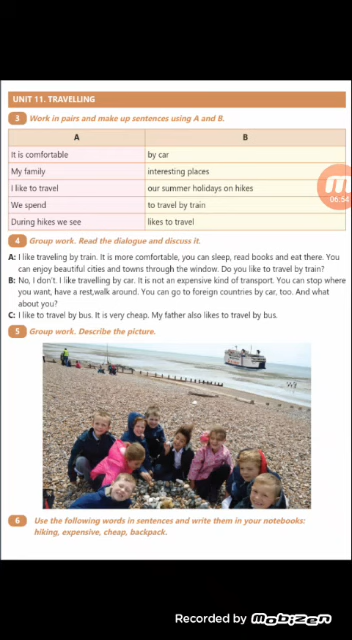 UNIT 11. TRAVELLING
3 Work in pairs and make up sentences using A and B.
A B
It is comfortable by car
My family interesting places
I like to travel our summer holidays on hikes
We spend to travel by train
During hikes we see likes to travel
06:54
4 Group work. Read the dialogue and discuss it.
A: I like traveling by train. It is more comfortable, you can sleep, read books and eat there. You
can enjoy beautiful cities and towns through the window. Do you like to travel by train?
B: No, I don't. I like travelling by car. It is not an expensive kind of transport. You can stop where
you want, have a rest,walk around. You can go to foreign countries by car, too. And what
about you?
C: I like to travel by bus. It is very cheap. My father also likes to travel by bus.
5 Group work. Describe the picture.
6 Use the following words in sentences and write them in your notebooks:
hiking, expensive, cheap, backpack.
Recorded by Mobizen